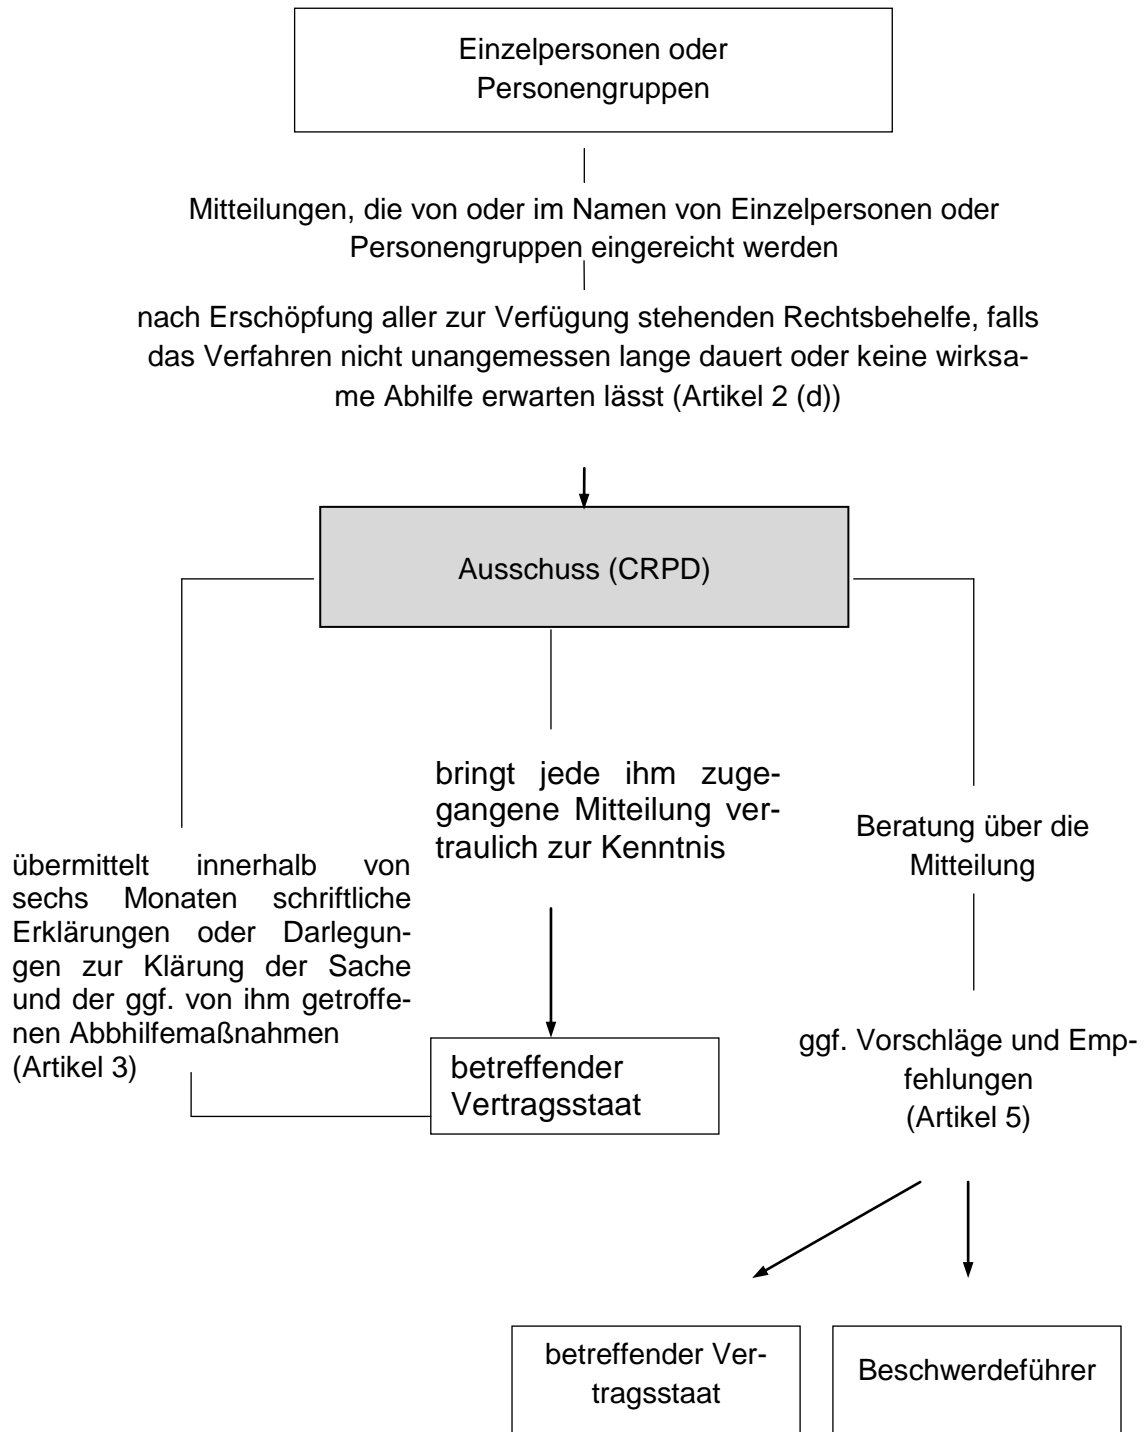 Einzelpersonen oder
Personengruppen
Mitteilungen, die von oder im Namen von Einzelpersonen oder
Personengruppen eingereicht werden
nach Erschöpfung aller zur Verfügung stehenden Rechtsbehelfe, falls
das Verfahren nicht unangemessen lange dauert oder keine wirksa-
me Abhilfe erwarten lässt (Artikel 2 (d))
Ausschuss (CRPD)
bringt jede ihm zuge-
gangene Mitteilung ver-
traulich zur Kenntnis
Beratung über die
Mitteilung
übermittelt innerhalb von
sechs Monaten schriftliche
Erklärungen oder Darlegun-
gen zur Klärung der Sache
und der ggf. von ihm getroffe-
nen Abbhilfemaßnahmen
(Artikel 3)
betreffender
Vertragsstaat
ggf. Vorschläge und Emp-
fehlungen
(Artikel 5)
betreffender Ver-
tragsstaat
Beschwerdeführer